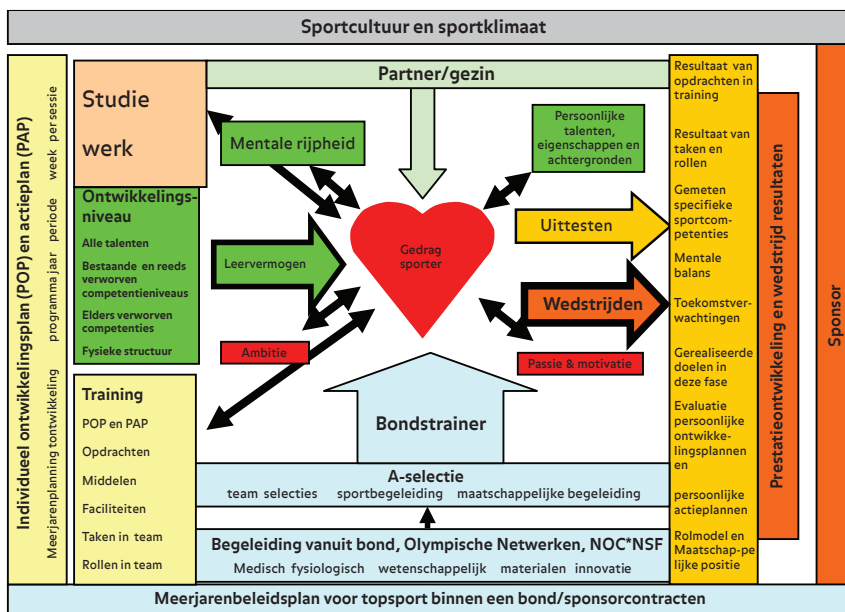 Sportcultuur en sportklimaat
Individueel ontwikkelingsplan (POP) en actieplan (PAP)
Meerjarenplanning tontwikkeling programma jaar periode week per sessie
Studie
werk
Ontwikkelings-
niveau
Alle talenten
Bestaande en reeds
verworven
competentieniveaus
Elders verworven
competenties
Fysieke structuur
Training
POP en PAP
Opdrachten
Middelen
Faciliteiten
Taken in team
Rollen in team
Partner/gezin
Mentale rijpheid
Persoonlijke
talenten,
eigenschappen en
achtergronden
Leervermogen
Gedrag
sporter
Uittesten
Wedstrijden
Ambitie
Passie & motivatie
Bondstrainer
A-selectie
team selecties sportbegeleiding maatschappelijke begeleiding
Begeleiding vanuit bond, Olympische Netwerken, NOC*NSF
Medisch fysiologisch wetenschappelijk materialen innovatie
Resultaat van
opdrachten in
training
Resultaat van
taken en
rollen
Gemeten
specifieke
sportcom-
petenties
Mentale
balans
Toekomstver-
wachtingen
Gerealiseerde
doelen in
deze fase
Evaluatie
persoonlijke
ontwikke-
lingsplannen
en
persoonlijke
actieplannen
Rolmodel en
Maatschap-pe
lijke positie
Prestatieontwikkeling en wedstrijd resultaten
Sponsor
Meerjarenbeleidsplan voor topsport binnen een bond/sponsorcontracten